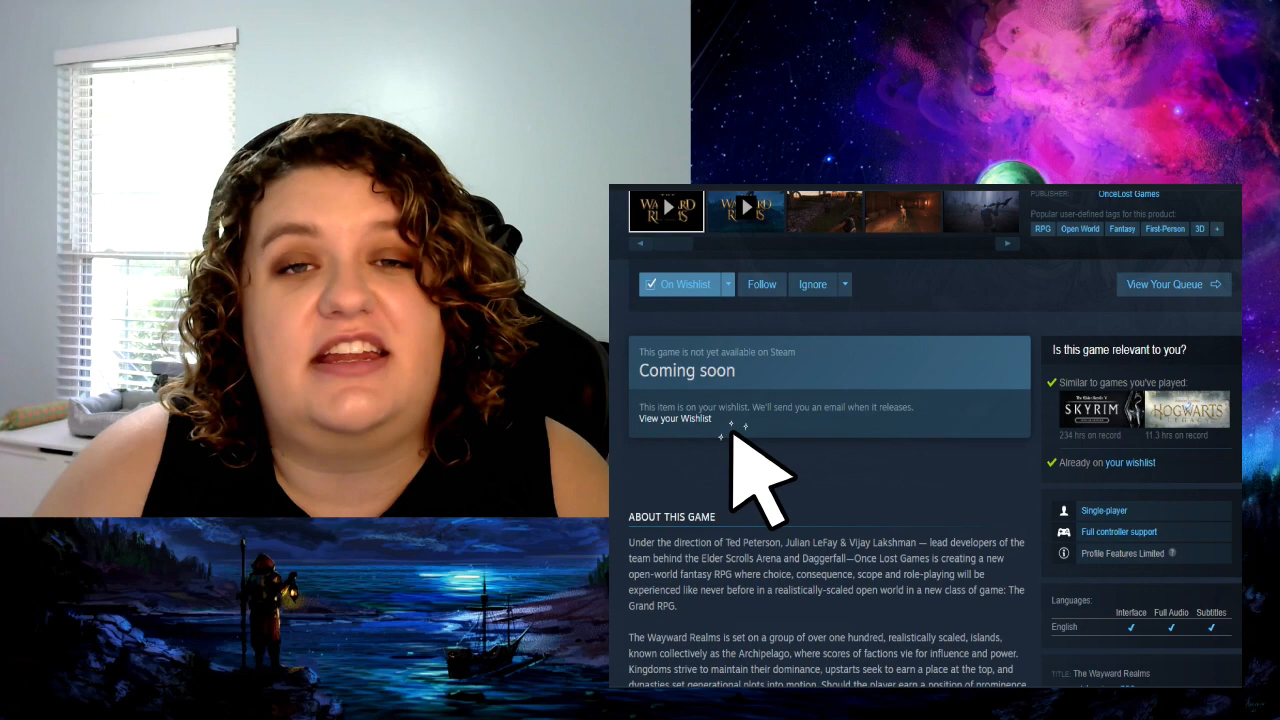 PUBLISHER: OnceLost Games
Popular user-defined tags for this product:
RPG Open World Fantasy First-Person 3D +
On Wishlist Follow Ignore View Your Queue
This game is not yet available on Steam
Coming soon
This item is on your wishlist. We'll send you an email when it releases.
View your Wishlist
Is this game relevant to you?
Similar to games you've played:
SKYRIM
HOGWARTS
234 hrs on record 11.3 hrs on record
Already on your wishlist
Single-player
Full controller support
Profile Features Limited ?
Languages:
Interface Full Audio Subtitles
English ✓ ✓ ✓
TITLE: The Wayward Realms
ABOUT THIS GAME
Under the direction of Ted Peterson, Julian LeFay & Vijay Lakshman — lead developers of the
team behind the Elder Scrolls Arena and Daggerfall—Once Lost Games is creating a new
open-world fantasy RPG where choice, consequence, scope and role-playing will be
experienced like never before in a realistically-scaled open world in a new class of game: The
Grand RPG.
The Wayward Realms is set on a group of over one hundred, realistically scaled, islands,
known collectively as the Archipelago, where scores of factions vie for influence and power.
Kingdoms strive to maintain their dominance, upstarts seek to earn a place at the top, and
dynasties set generational plots into motion. Should the player earn a position of prominence